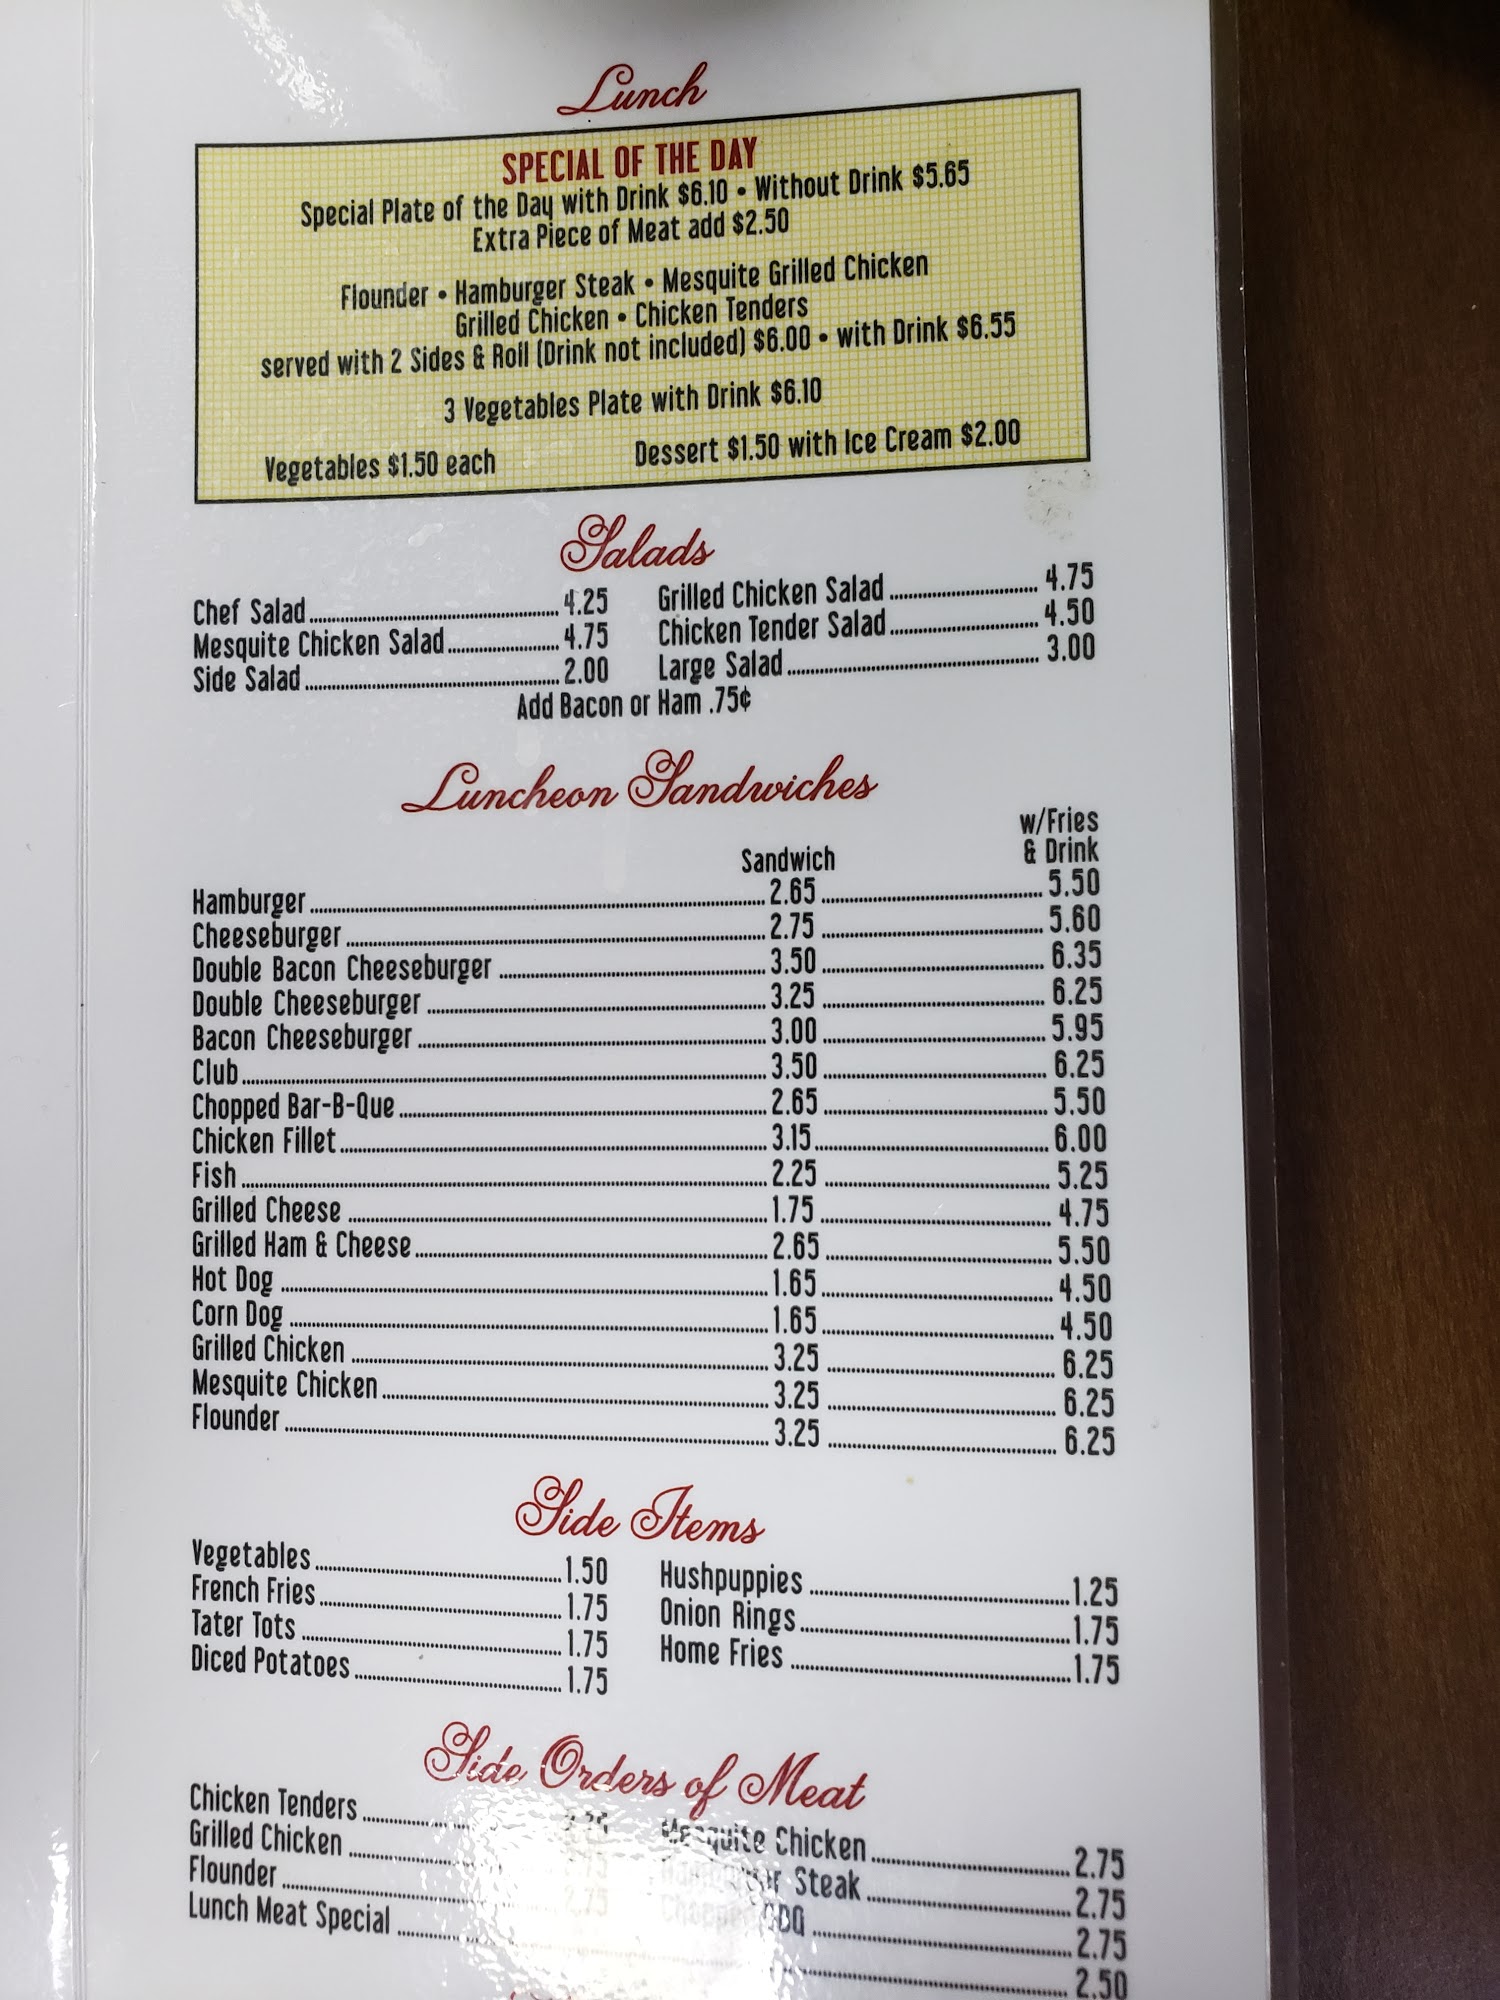 Lunch
SPECIAL OF THE DAY
Special Plate of the Day with Drink $6.10 • Without Drink $5.65
Extra Piece of Meat add $2.50
Flounder • Hamburger Steak • Mesquite Grilled Chicken
Grilled Chicken • Chicken Tenders
served with 2 Sides & Roll (Drink not included) $6.00 • with Drink $6.55
3 Vegetables Plate with Drink $6.10
Vegetables $1.50 each Dessert $1.50 with Ice Cream $2.00
Salads
Chef Salad 4.25 Grilled Chicken Salad 4.75
Mesquite Chicken Salad 4.75 Chicken Tender Salad 4.50
Side Salad 2.00 Large Salad 3.00
Add Bacon or Ham .75¢
Luncheon Sandwiches
w/Fries
Sandwich & Drink
Hamburger 2.65 5.50
Cheeseburger 2.75 5.60
Double Bacon Cheeseburger 3.50 6.35
Double Cheeseburger 3.25 6.25
Bacon Cheeseburger 3.00 5.95
Club 3.50 6.25
Chopped Bar-B-Que 2.65 5.50
Chicken Fillet 3.15 6.00
Fish 2.25 5.25
Grilled Cheese 1.75 4.75
Grilled Ham & Cheese 2.65 5.50
Hot Dog 1.65 4.50
Corn Dog 1.65 4.50
Grilled Chicken 3.25 6.25
Mesquite Chicken 3.25 6.25
Flounder 3.25 6.25
Side Items
Vegetables 1.50 Hushpuppies 1.25
French Fries 1.75 Onion Rings 1.75
Tater Tots 1.75 Home Fries 1.75
Diced Potatoes 1.75
Side Orders of Meat
Chicken Tenders Mesquite Chicken 2.75
Grilled Chicken Steak 2.75
Flounder 2.75 Chopped BBQ 2.75
Lunch Meat Special 2.50